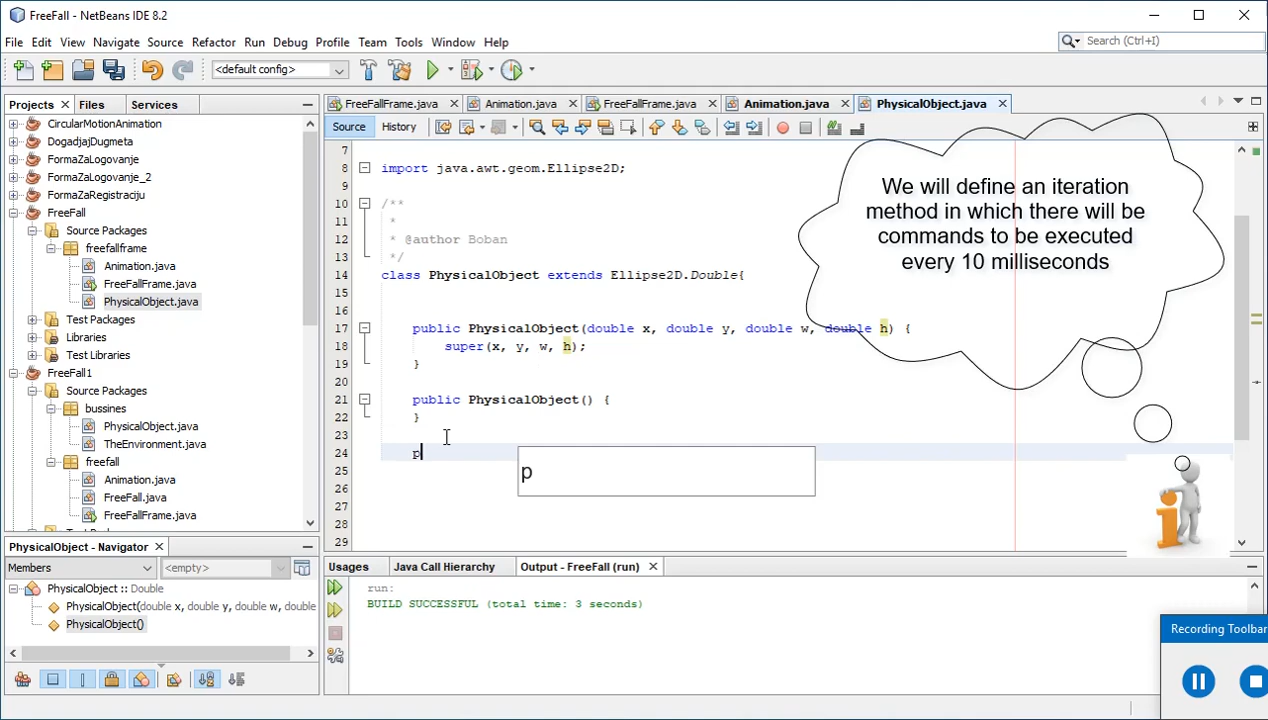 FreeFall - NetBeans IDE 8.2
File Edit View Navigate Source Refactor Run Debug Profile Team Tools Window Help
Search (Ctrl+I)
<default config>
Projects Files Services
FreeFallFrame.java Animation.java FreeFallFrame.java Animation.java PhysicalObject.java
Source History
CircularMotionAnimation
DogadjajDugmeta
FormaZaLogovanje
FormaZaLogovanje_2
FormaZaRegistraciju
FreeFall
Source Packages
freefallframe
Animation.java
FreeFallFrame.java
PhysicalObject.java
Test Packages
Libraries
Test Libraries
FreeFall1
Source Packages
bussines
PhysicalObject.java
TheEnvironment.java
freefall
Animation.java
FreeFall.java
FreeFallFrame.java
7
8 import java.awt.geom.Ellipse2D;
9
10 /**
11 *
12 * @author Boban
13 */
14 class PhysicalObject extends Ellipse2D.Double{
15
16
17 public PhysicalObject(double x, double y, double w, double h) {
18 super(x, y, w, h);
19 }
20
21 public PhysicalObject() {
22 }
23
24 p
25
26
27
28
29
p
We will define an iteration
method in which there will be
commands to be executed
every 10 milliseconds
PhysicalObject - Navigator
Members <empty>
PhysicalObject :: Double
PhysicalObject(double x, double y, double w, double
PhysicalObject()
Usages Java Call Hierarchy Output - FreeFall (run)
run:
BUILD SUCCESSFUL (total time: 3 seconds)
Recording Toolbar